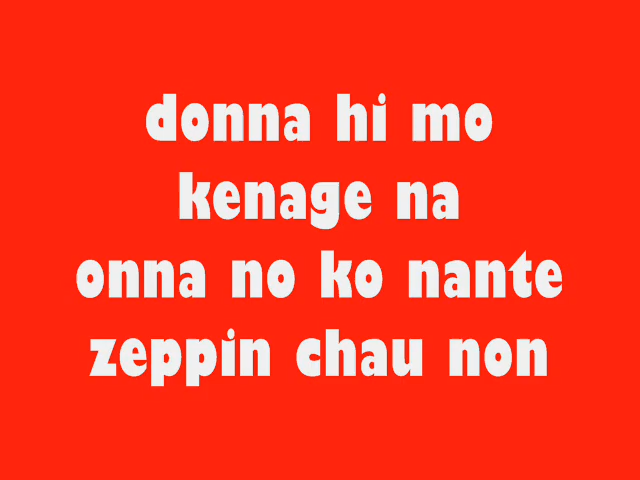 donna hi mo
kenage na
onna no ko nante
zeppin chau non